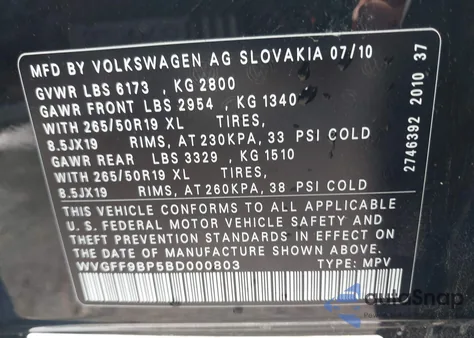 MFD BY VOLKSWAGEN AG SLOVAKIA 07/10
GVWR LBS 6173 , KG 2800
GAWR FRONT LBS 2954 , KG 1340
WITH 265/50R19 XL TIRES,
8.5JX19 RIMS, AT 230KPA, 33 PSI COLD
GAWR REAR LBS 3329 , KG 1510
WITH 265/50R19 XL TIRES,
8.5JX19 RIMS, AT 260KPA, 38 PSI COLD
THIS VEHICLE CONFORMS TO ALL APPLICABLE
U.S. FEDERAL MOTOR VEHICLE SAFETY AND
THEFT PREVENTION STANDARDS IN EFFECT ON
THE DATE OF MANUFACTURE SHOWN ABOVE.
WVGFF9BP5BD000803 TYPE: MPV
2746392 2010 37
autoSnap